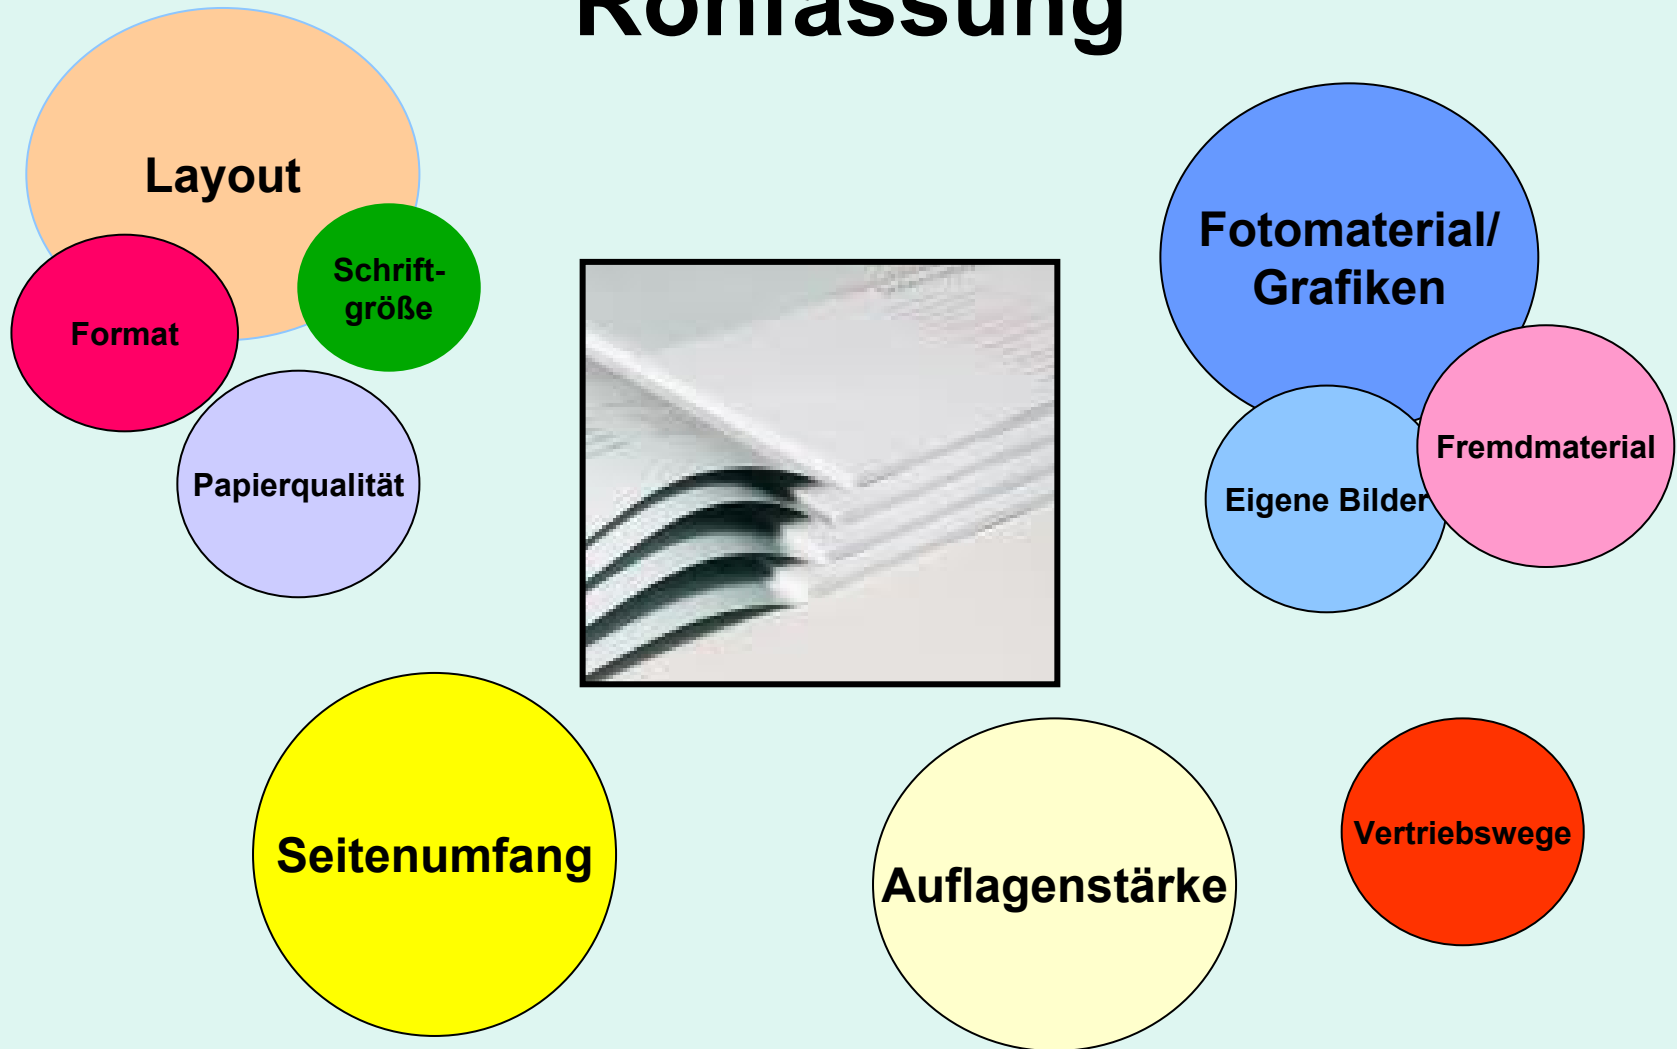 Rohfassung
Layout
Schrift-
größe
Format
Papierqualität
Fotomaterial/
Grafiken
Fremdmaterial
Eigene Bilder
Seitenumfang
Auflagenstärke
Vertriebswege